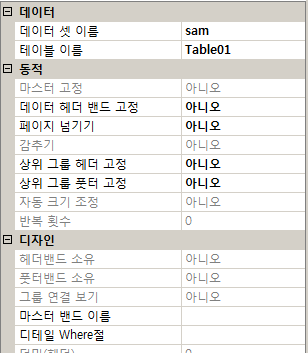 데이터
데이터 셋 이름 sam
테이블 이름 Table01
동적
마스터 고정 아니오
데이터 헤더 밴드 고정 아니오
페이지 넘기기 아니오
감추기 아니오
상위 그룹 헤더 고정 아니오
상위 그룹 풋터 고정 아니오
자동 크기 조정 아니오
반복 횟수 0
디자인
헤더밴드 소유 아니오
풋터밴드 소유 아니오
그룹 연결 보기 아니오
마스터 밴드 이름
디테일 Where절
더미(헤더) 0